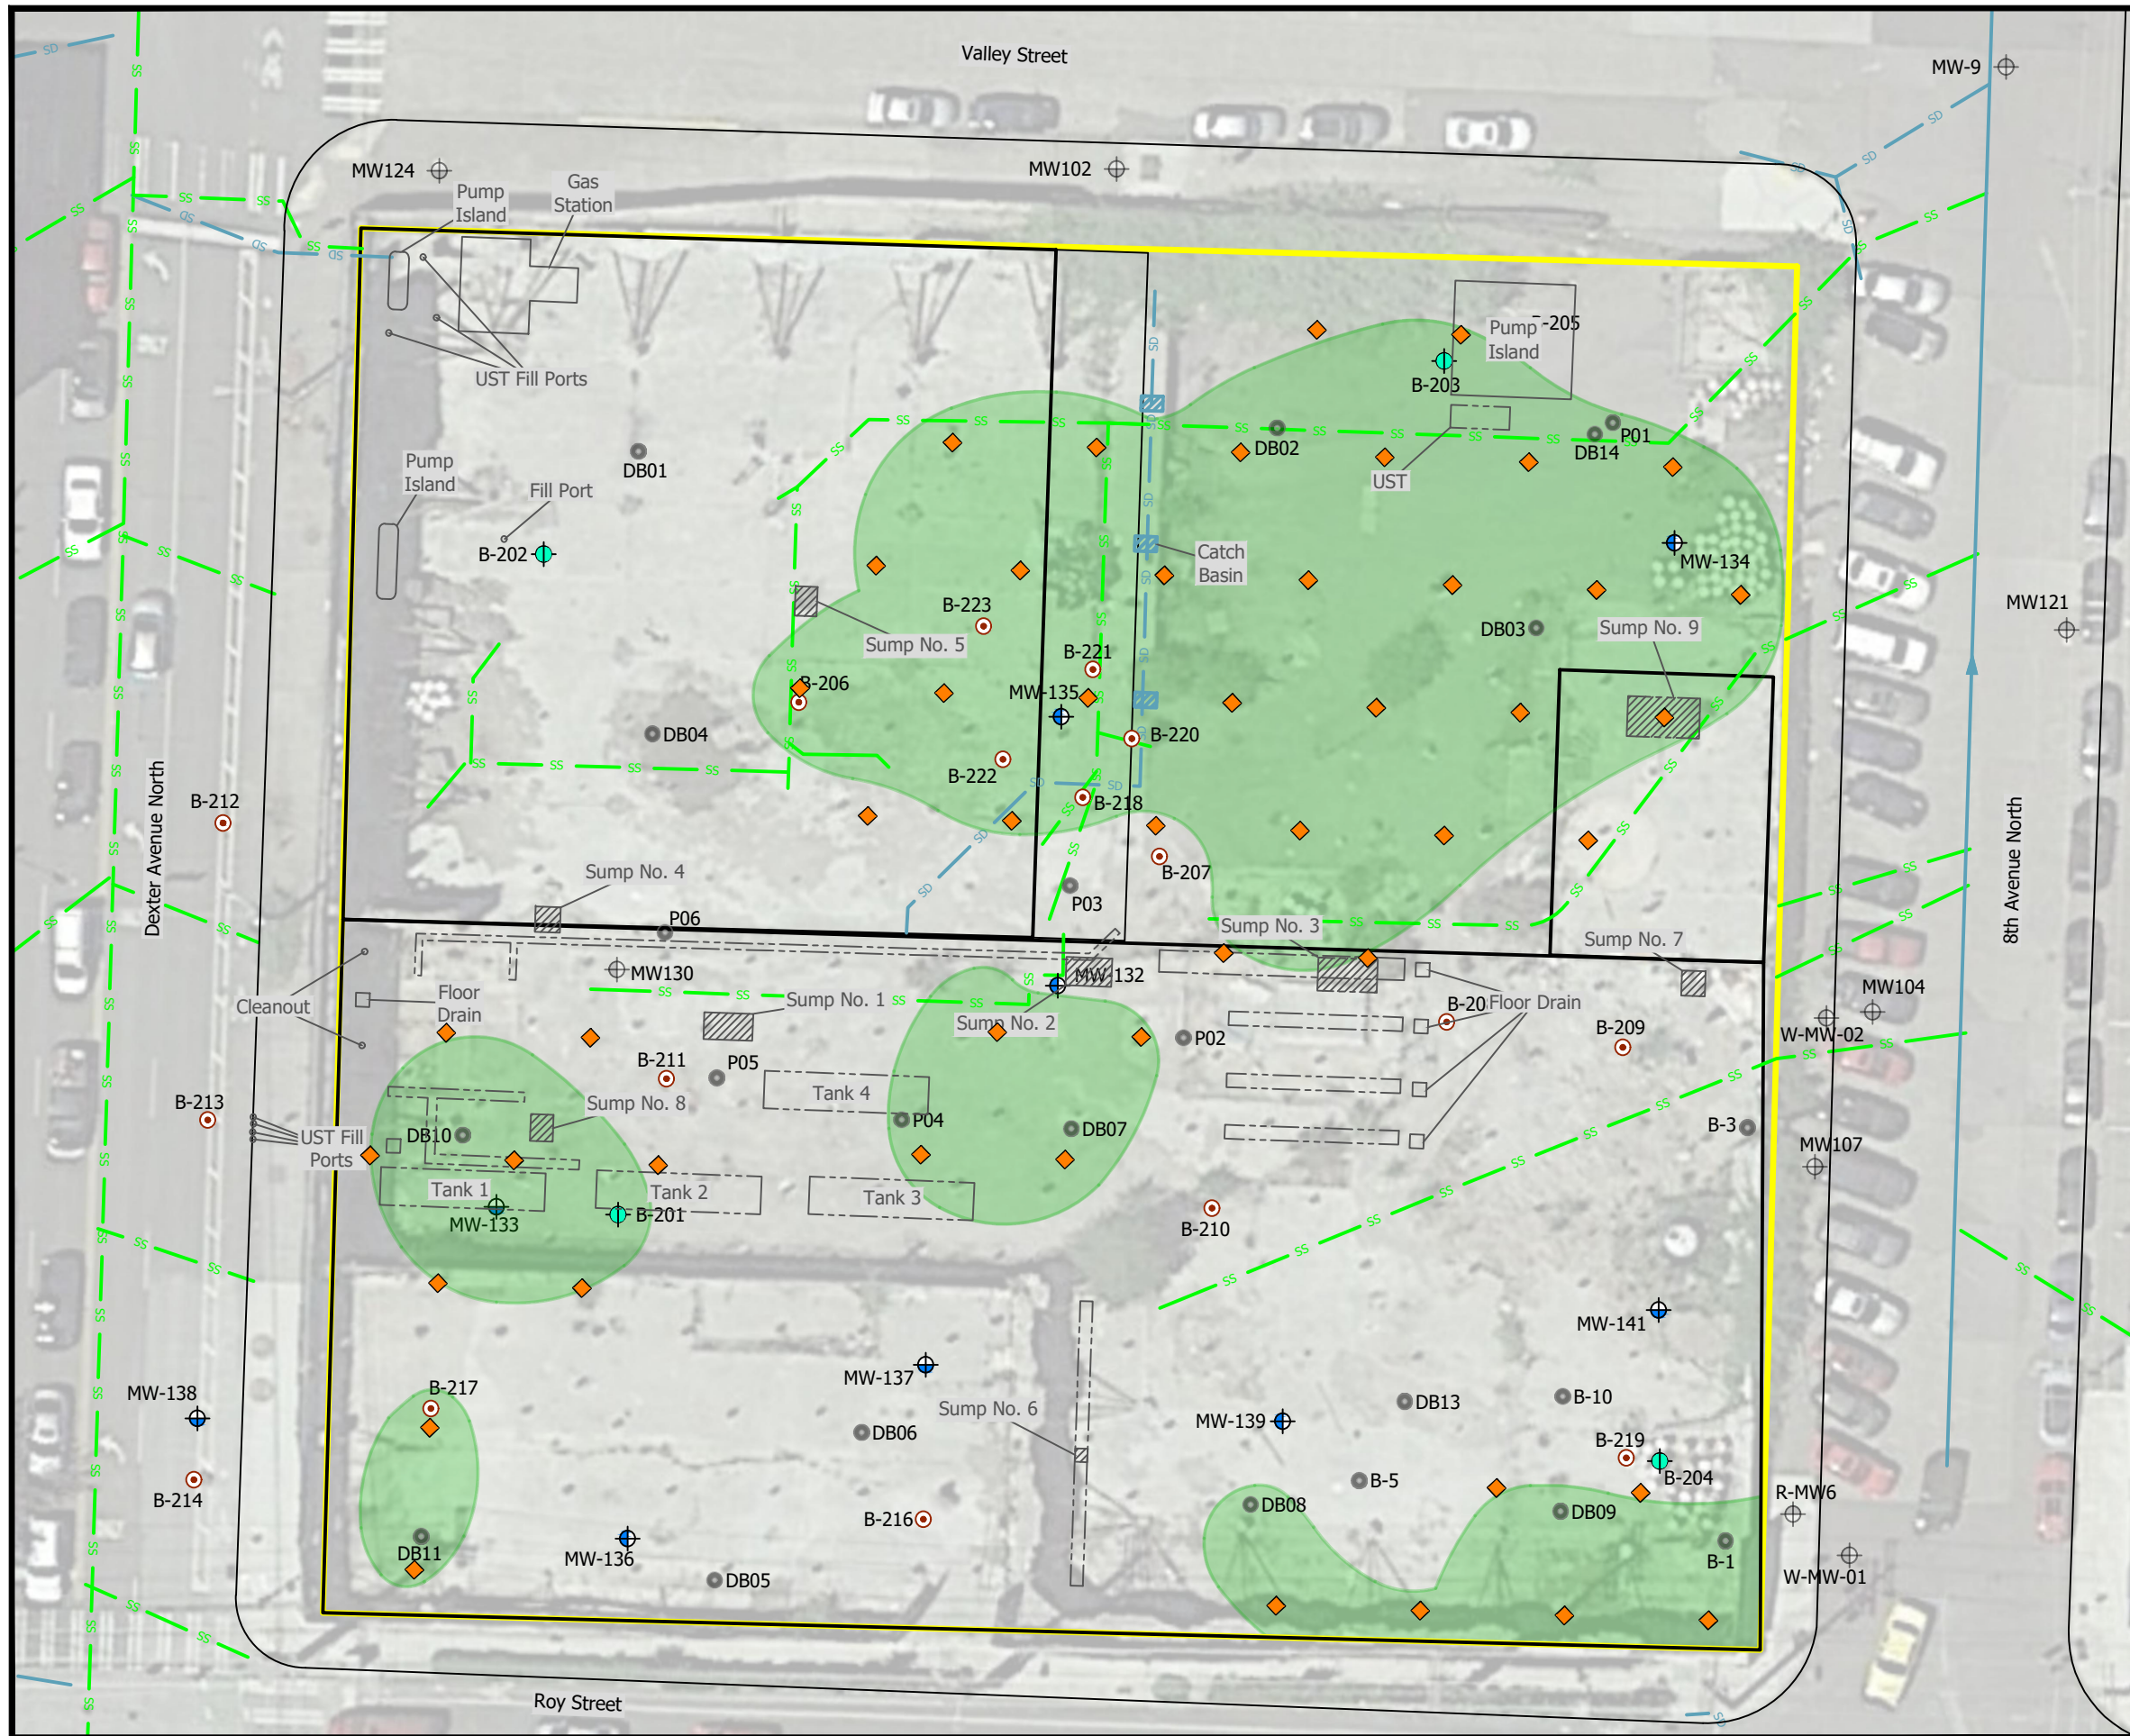 Valley Street
MW-9
MW124
MW102
Pump
Island
Gas
Station
UST Fill Ports
Pump
Island
-205
B-203
DB01
DB02
P01
DB14
UST
Pump
Island
Fill Port
B-202
Catch
Basin
MW-134
B-223
Sump No. 5
DB03
Sump No. 9
MW121
B-221
B-206
MW-135
DB04
B-220
B-222
B-218
B-212
Dexter Avenue North
8th Avenue North
B-207
Sump No. 4
P03
P06
Sump No. 3
Sump No. 7
MW130
MW-132
Cleanout
Floor
Drain
Sump No. 1
Sump No. 2
B-20
Floor Drain
MW104
W-MW-02
B-209
P02
B-211
P05
Tank 4
Sump No. 8
B-213
P04
DB07
B-3
DB10
UST Fill
Ports
MW107
Tank 1
Tank 2
Tank 3
MW-133
B-201
B-210
MW-141
MW-137
MW-138
B-217
Sump No. 6
MW-139
DB13
B-10
DB06
B-219
B-204
B-5
B-214
B-216
DB08
DB09
R-MW6
DB11
MW-136
DB05
B-1
W-MW-01
Roy Street
SD
SS